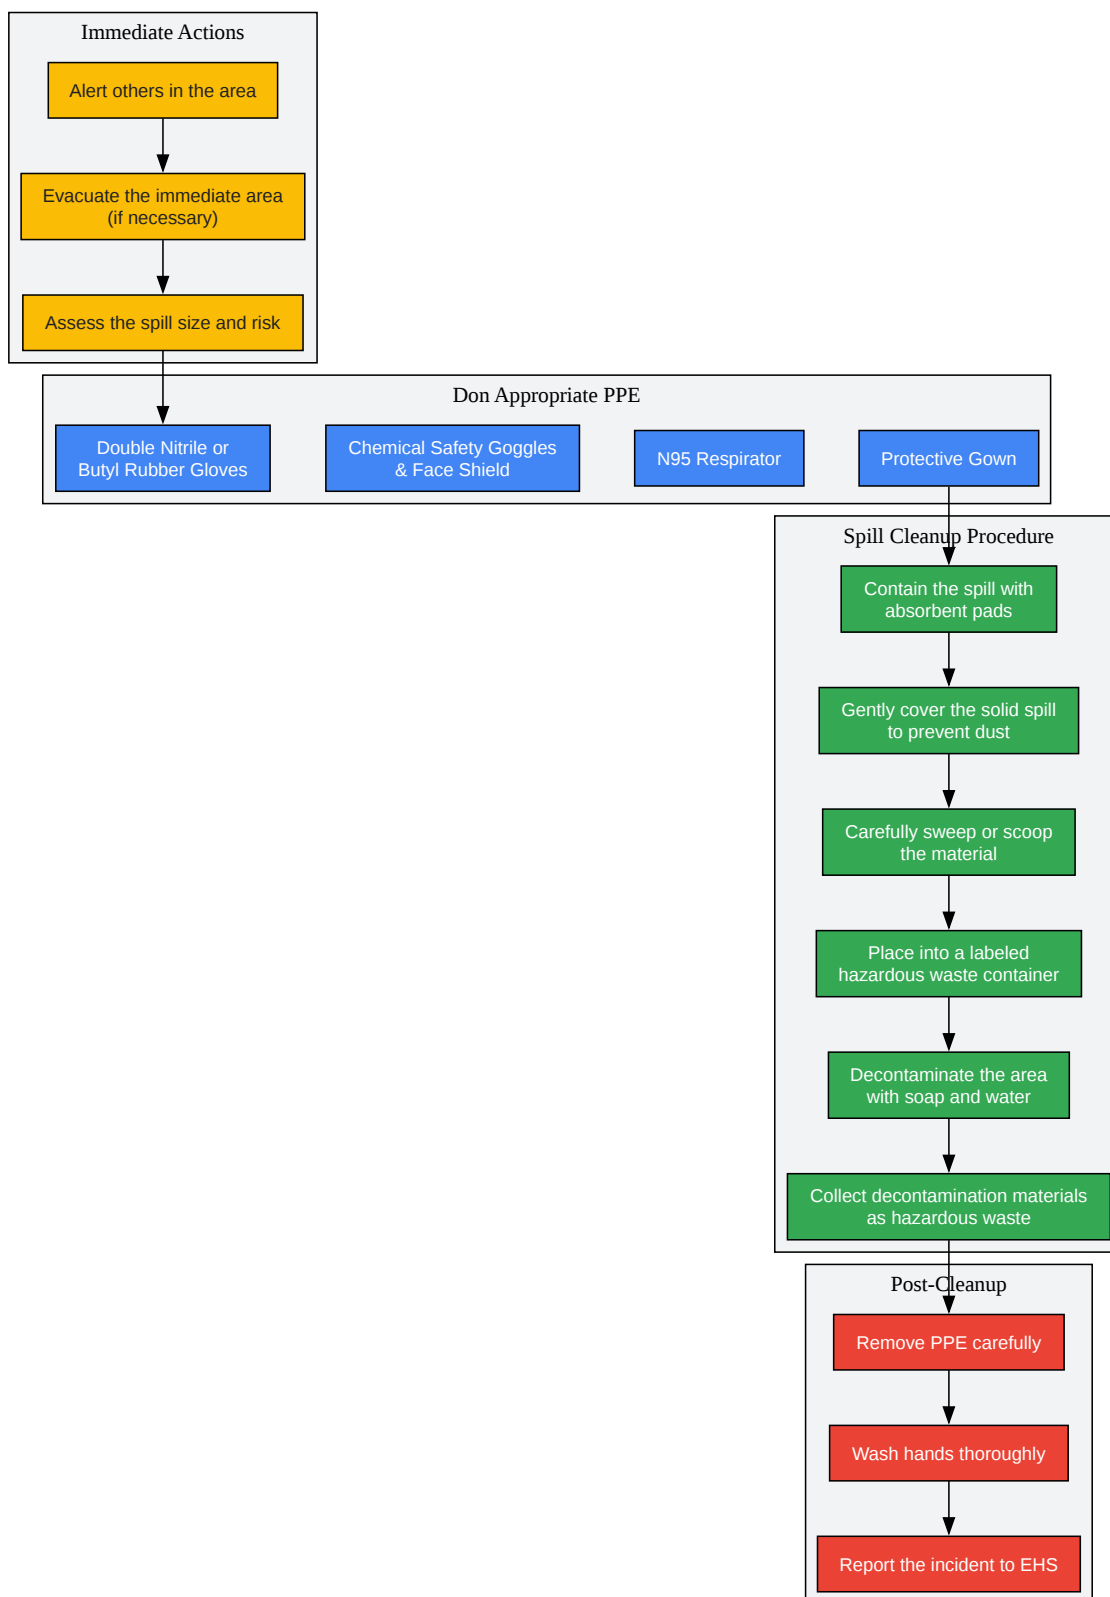 Immediate Actions
Alert others in the area
Evacuate the immediate area
(if necessary)
Assess the spill size and risk
Don Appropriate PPE
Double Nitrile or
Butyl Rubber Gloves
Chemical Safety Goggles
& Face Shield
N95 Respirator
Protective Gown
Spill Cleanup Procedure
Contain the spill with
absorbent pads
Gently cover the solid spill
to prevent dust
Carefully sweep or scoop
the material
Place into a labeled
hazardous waste container
Decontaminate the area
with soap and water
Collect decontamination materials
as hazardous waste
Post-Cleanup
Remove PPE carefully
Wash hands thoroughly
Report the incident to EHS